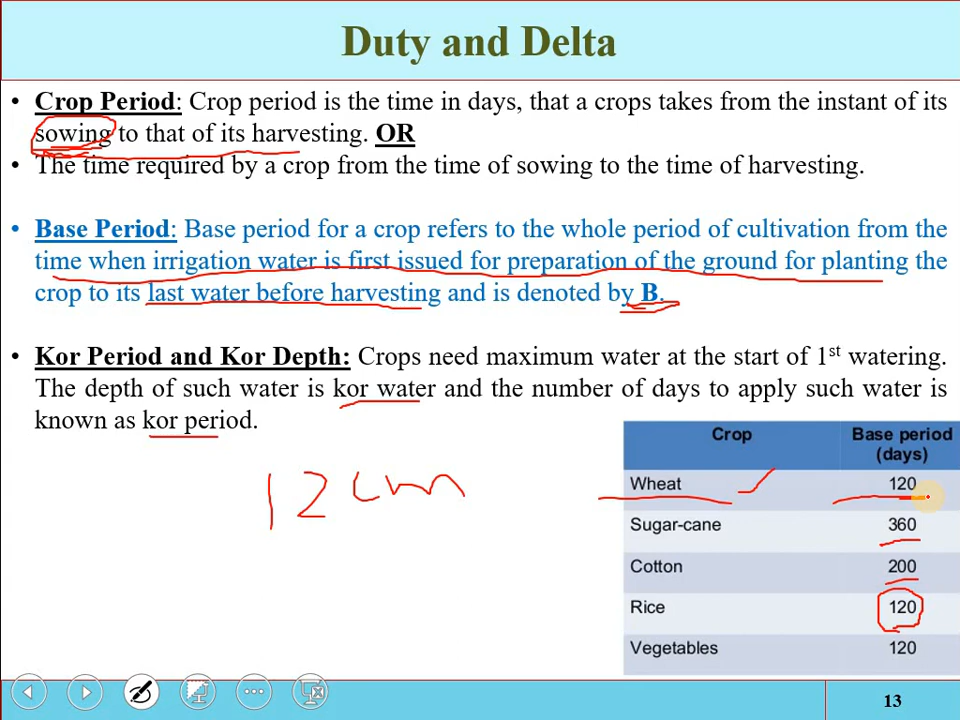 Duty and Delta
• Crop Period: Crop period is the time in days, that a crops takes from the instant of its
sowing to that of its harvesting. OR
• The time required by a crop from the time of sowing to the time of harvesting.
• Base Period: Base period for a crop refers to the whole period of cultivation from the
time when irrigation water is first issued for preparation of the ground for planting the
crop to its last water before harvesting and is denoted by B.
• Kor Period and Kor Depth: Crops need maximum water at the start of 1st watering.
The depth of such water is kor water and the number of days to apply such water is
known as kor period.
12 cm
Crop Base period (days)
Wheat 120
Sugar-cane 360
Cotton 200
Rice 120
Vegetables 120
13